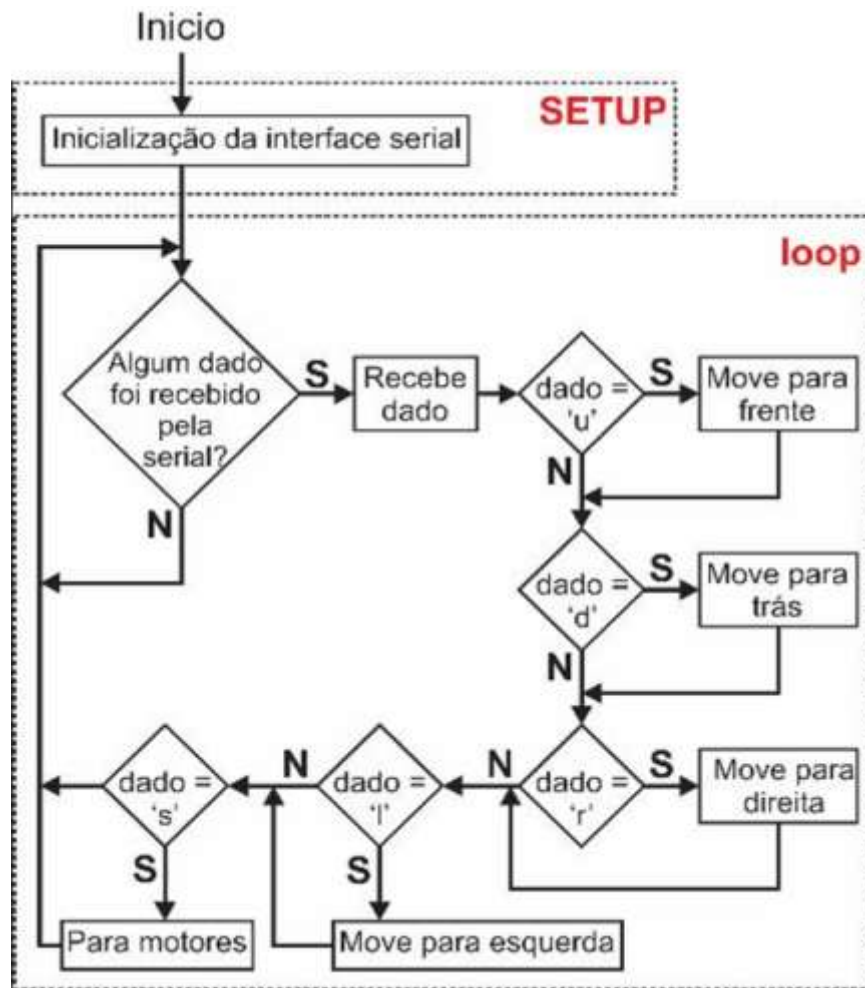 Inicio
SETUP
Inicialização da interface serial
loop
Algum dado
foi recebido
pela
serial?
S
N
Recebe
dado
dado =
'u'
S
N
Move para
frente
dado =
'd'
S
N
Move para
trás
dado =
'r'
S
N
Move para
direita
dado =
'l'
N
S
Move para esquerda
dado =
's'
S
Para motores